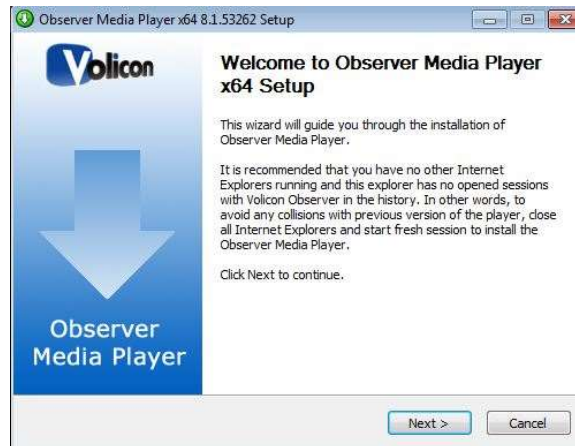 Observer Media Player x64 8.1.53262 Setup
Volicon
Observer
Media Player
Welcome to Observer Media Player
x64 Setup
This wizard will guide you through the installation of
Observer Media Player.
It is recommended that you have no other Internet
Explorers running and this explorer has no opened sessions
with Volicon Observer in the history. In other words, to
avoid any collisions with previous version of the player, close
all Internet Explorers and start fresh session to install the
Observer Media Player.
Click Next to continue.
Next >
Cancel